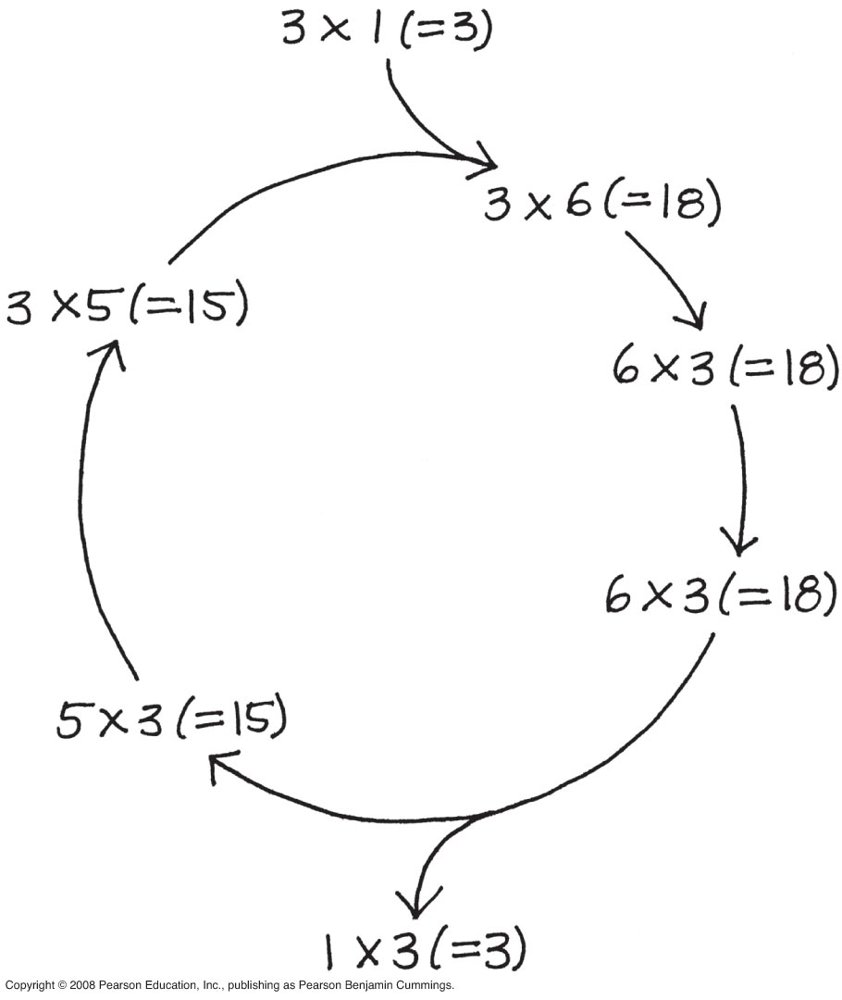 3 × 1 (=3)
3 × 6 (=18)
3 ×5 (=15)
6 × 3 (=18)
6 × 3 (=18)
5 × 3 (=15)
1 × 3 (=3)
Copyright © 2008 Pearson Education, Inc., publishing as Pearson Benjamin Cummings.